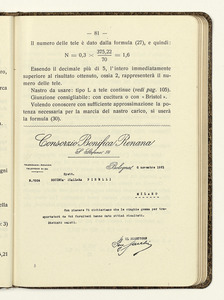 — 81 —
Il numero delle tele è dato dalla formula (27), e quindi:
N = 0,3 × 375,22 / 70 = 1,6
Essendo il decimale più di 5, l'intero immediatamente
superiore al risultato ottenuto, ossia 2, rappresenterà il nu-
mero delle tele.
Nastro da usare: tipo L a tele continue (vedi pag. 105).
Giunzione consigliabile: con cucitura o con «Bristol».
Volendo conoscere con sufficiente approssimazione la po-
tenza necessaria per la marcia del nastro carico, si userà
la formula (30).
Consorzio Bonifica Renana
Bologna
Spett.
MILANO
IL DIRETTORE